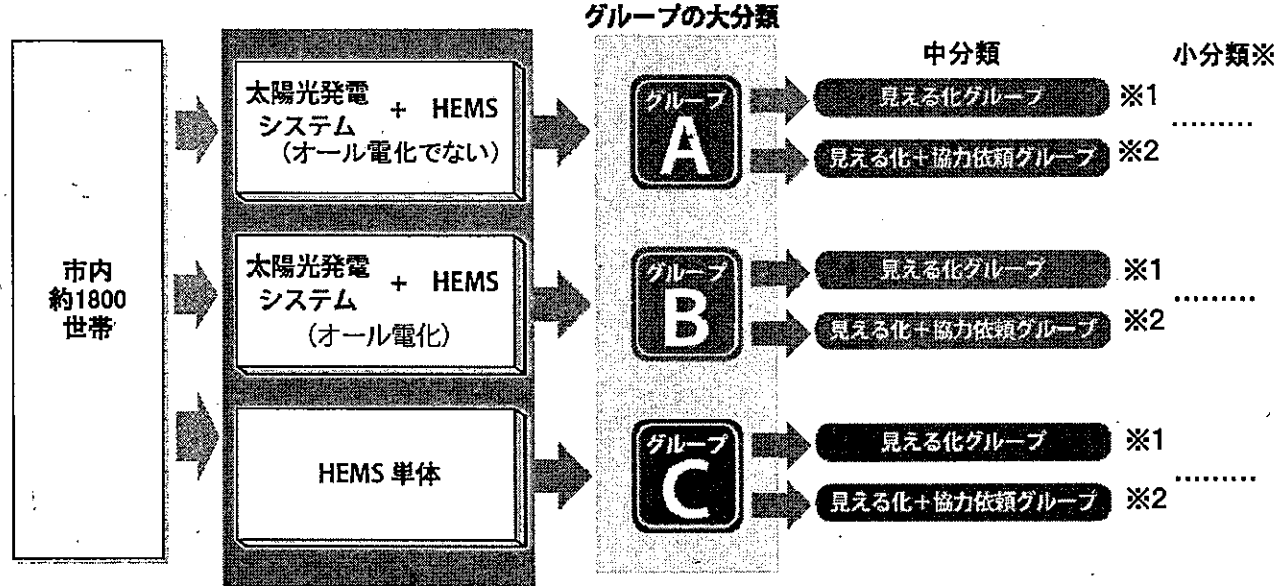 グループの大分類
中分類
小分類※
市内
約1800
世帯
太陽光発電
システム + HEMS
(オール電化でない)
グループ
A
見える化グループ ※1
見える化+協力依頼グループ ※2
………
太陽光発電
システム + HEMS
(オール電化)
グループ
B
見える化グループ ※1
見える化+協力依頼グループ ※2
………
HEMS 単体
グループ
C
見える化グループ ※1
見える化+協力依頼グループ ※2
………